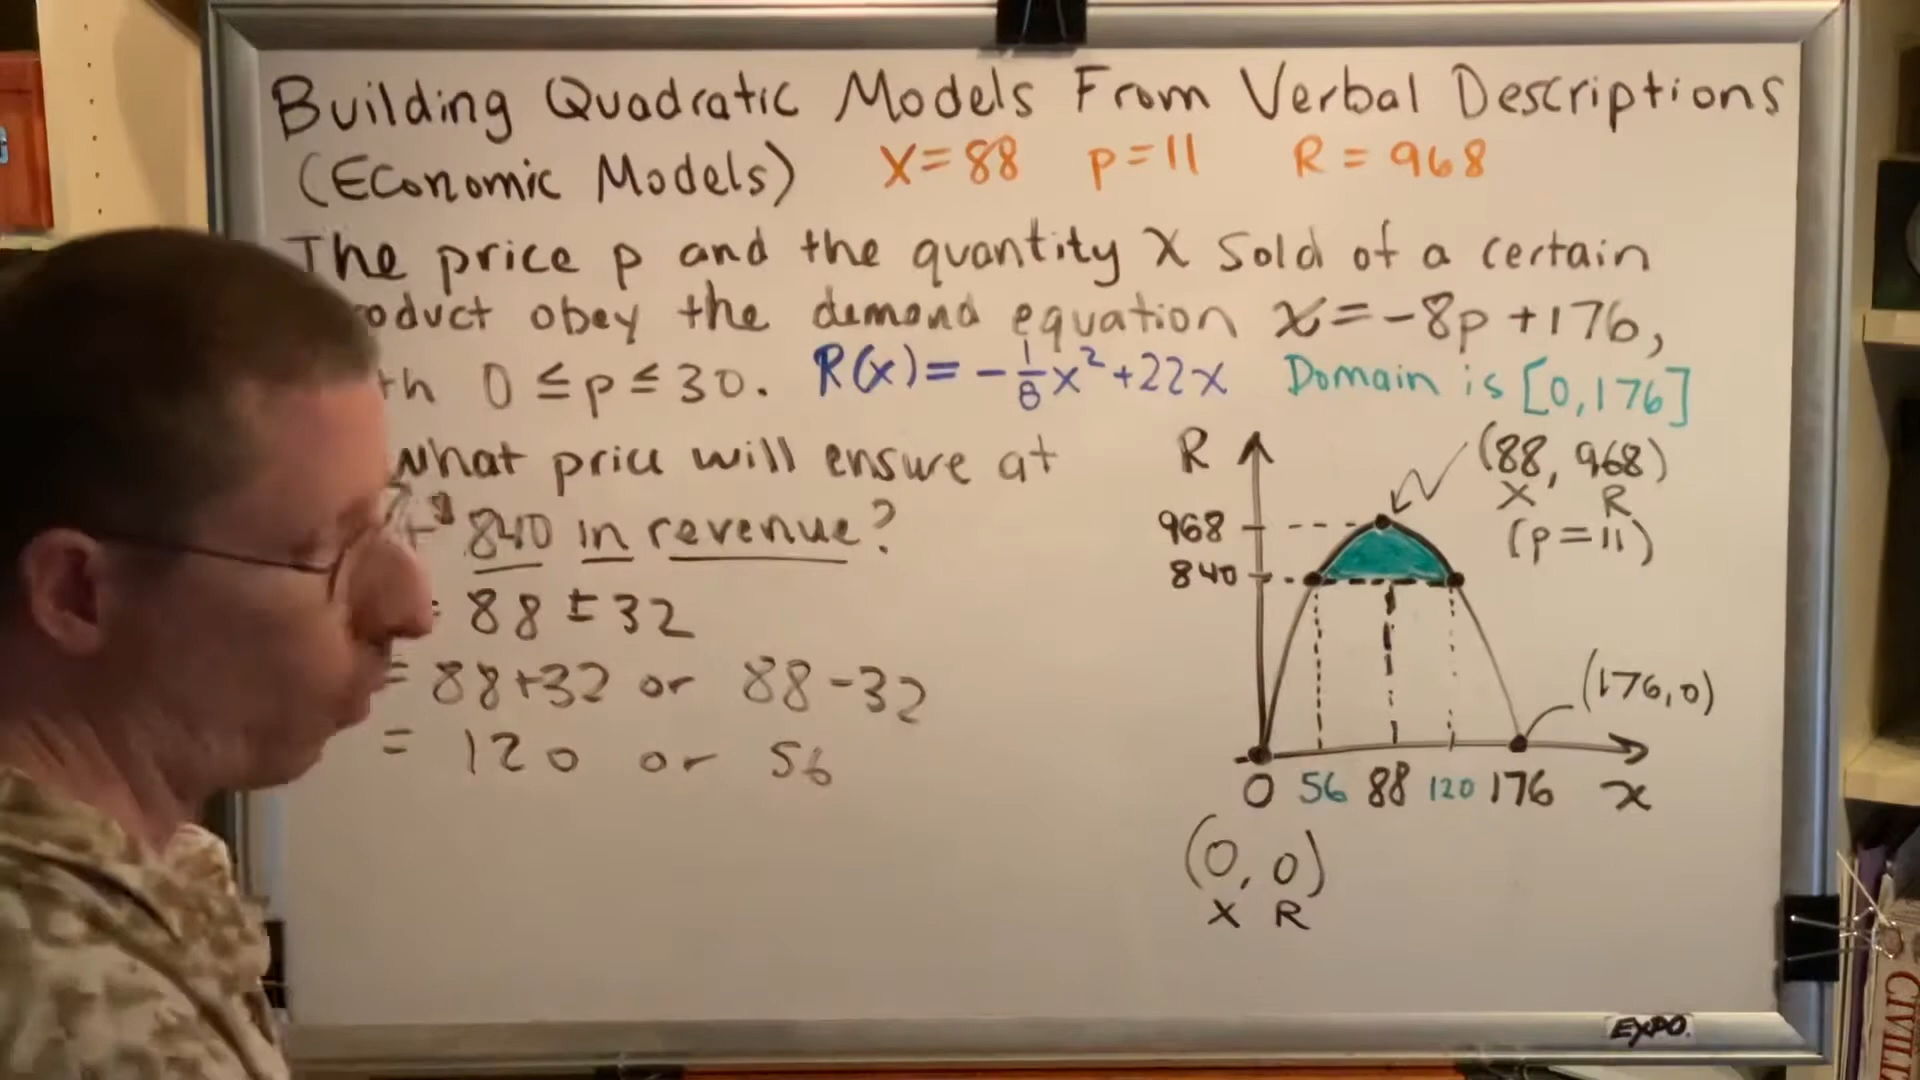 Building Quadratic Models From Verbal Descriptions
(Economic Models) X=88 p=11 R=968
The price p and the quantity x sold of a certain
oduct obey the demand equation x=-8p+176,
th 0≤p≤30. R(x)=-1/8x²+22x Domain is [0,176]
what price will ensure at
$840 in revenue?
= 88±32
= 88+32 or 88-32
= 120 or 56
R
(88, 968)
X R
(p=11)
968
840
(176,0)
0 56 88 120 176 x
(0, 0)
X R
EXPO
CIVIL